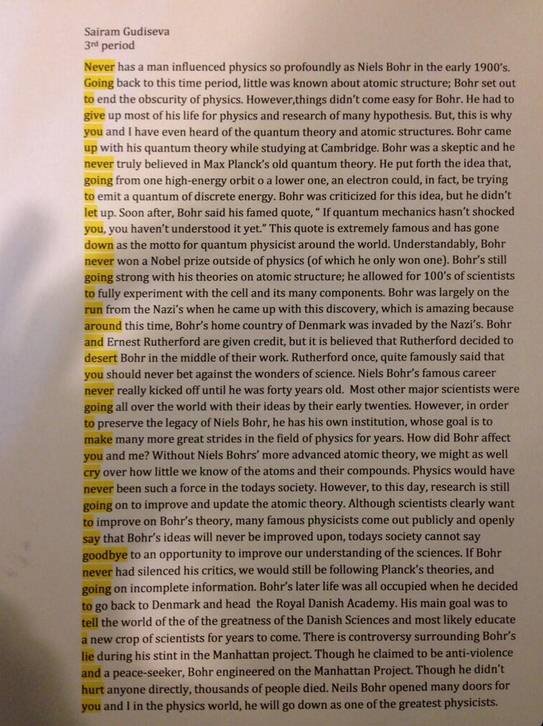 Sairam Gudiseva
3rd period
Never has a man influenced physics so profoundly as Niels Bohr in the early 1900's.
Going back to this time period, little was known about atomic structure; Bohr set out
to end the obscurity of physics. However,things didn't come easy for Bohr. He had to
give up most of his life for physics and research of many hypothesis. But, this is why
you and I have even heard of the quantum theory and atomic structures. Bohr came
up with his quantum theory while studying at Cambridge. Bohr was a skeptic and he
never truly believed in Max Planck's old quantum theory. He put forth the idea that,
going from one high-energy orbit o a lower one, an electron could, in fact, be trying
to emit a quantum of discrete energy. Bohr was criticized for this idea, but he didn't
let up. Soon after, Bohr said his famed quote, " If quantum mechanics hasn't shocked
you, you haven't understood it yet." This quote is extremely famous and has gone
down as the motto for quantum physicist around the world. Understandably, Bohr
never won a Nobel prize outside of physics (of which he only won one). Bohr's still
going strong with his theories on atomic structure; he allowed for 100's of scientists
to fully experiment with the cell and its many components. Bohr was largely on the
run from the Nazi's when he came up with this discovery, which is amazing because
around this time, Bohr's home country of Denmark was invaded by the Nazi's. Bohr
and Ernest Rutherford are given credit, but it is believed that Rutherford decided to
desert Bohr in the middle of their work. Rutherford once, quite famously said that
you should never bet against the wonders of science. Niels Bohr's famous career
never really kicked off until he was forty years old. Most other major scientists were
going all over the world with their ideas by their early twenties. However, in order
to preserve the legacy of Niels Bohr, he has his own institution, whose goal is to
make many more great strides in the field of physics for years. How did Bohr affect
you and me? Without Niels Bohrs' more advanced atomic theory, we might as well
cry over how little we know of the atoms and their compounds. Physics would have
never been such a force in the todays society. However, to this day, research is still
going on to improve and update the atomic theory. Although scientists clearly want
to improve on Bohr's theory, many famous physicists come out publicly and openly
say that Bohr's ideas will never be improved upon, todays society cannot say
goodbye to an opportunity to improve our understanding of the sciences. If Bohr
never had silenced his critics, we would still be following Planck's theories, and
going on incomplete information. Bohr's later life was all occupied when he decided
to go back to Denmark and head the Royal Danish Academy. His main goal was to
tell the world of the of the greatness of the Danish Sciences and most likely educate
a new crop of scientists for years to come. There is controversy surrounding Bohr's
lie during his stint in the Manhattan project. Though he claimed to be anti-violence
and a peace-seeker, Bohr engineered on the Manhattan Project. Though he didn't
hurt anyone directly, thousands of people died. Neils Bohr opened many doors for
you and I in the physics world, he will go down as one of the greatest physicists.